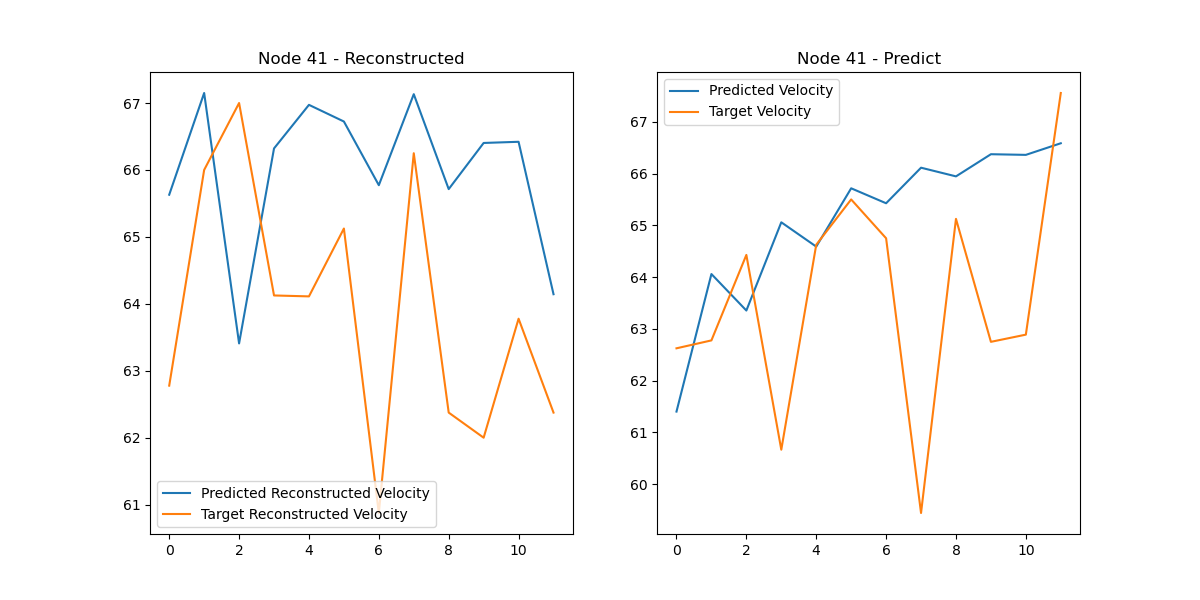 Node 41 - Reconstructed
67
66
65
64
63
62
61
0 2 4 6 8 10
Predicted Reconstructed Velocity
Target Reconstructed Velocity
Node 41 - Predict
Predicted Velocity
Target Velocity
67
66
65
64
63
62
61
60
0 2 4 6 8 10